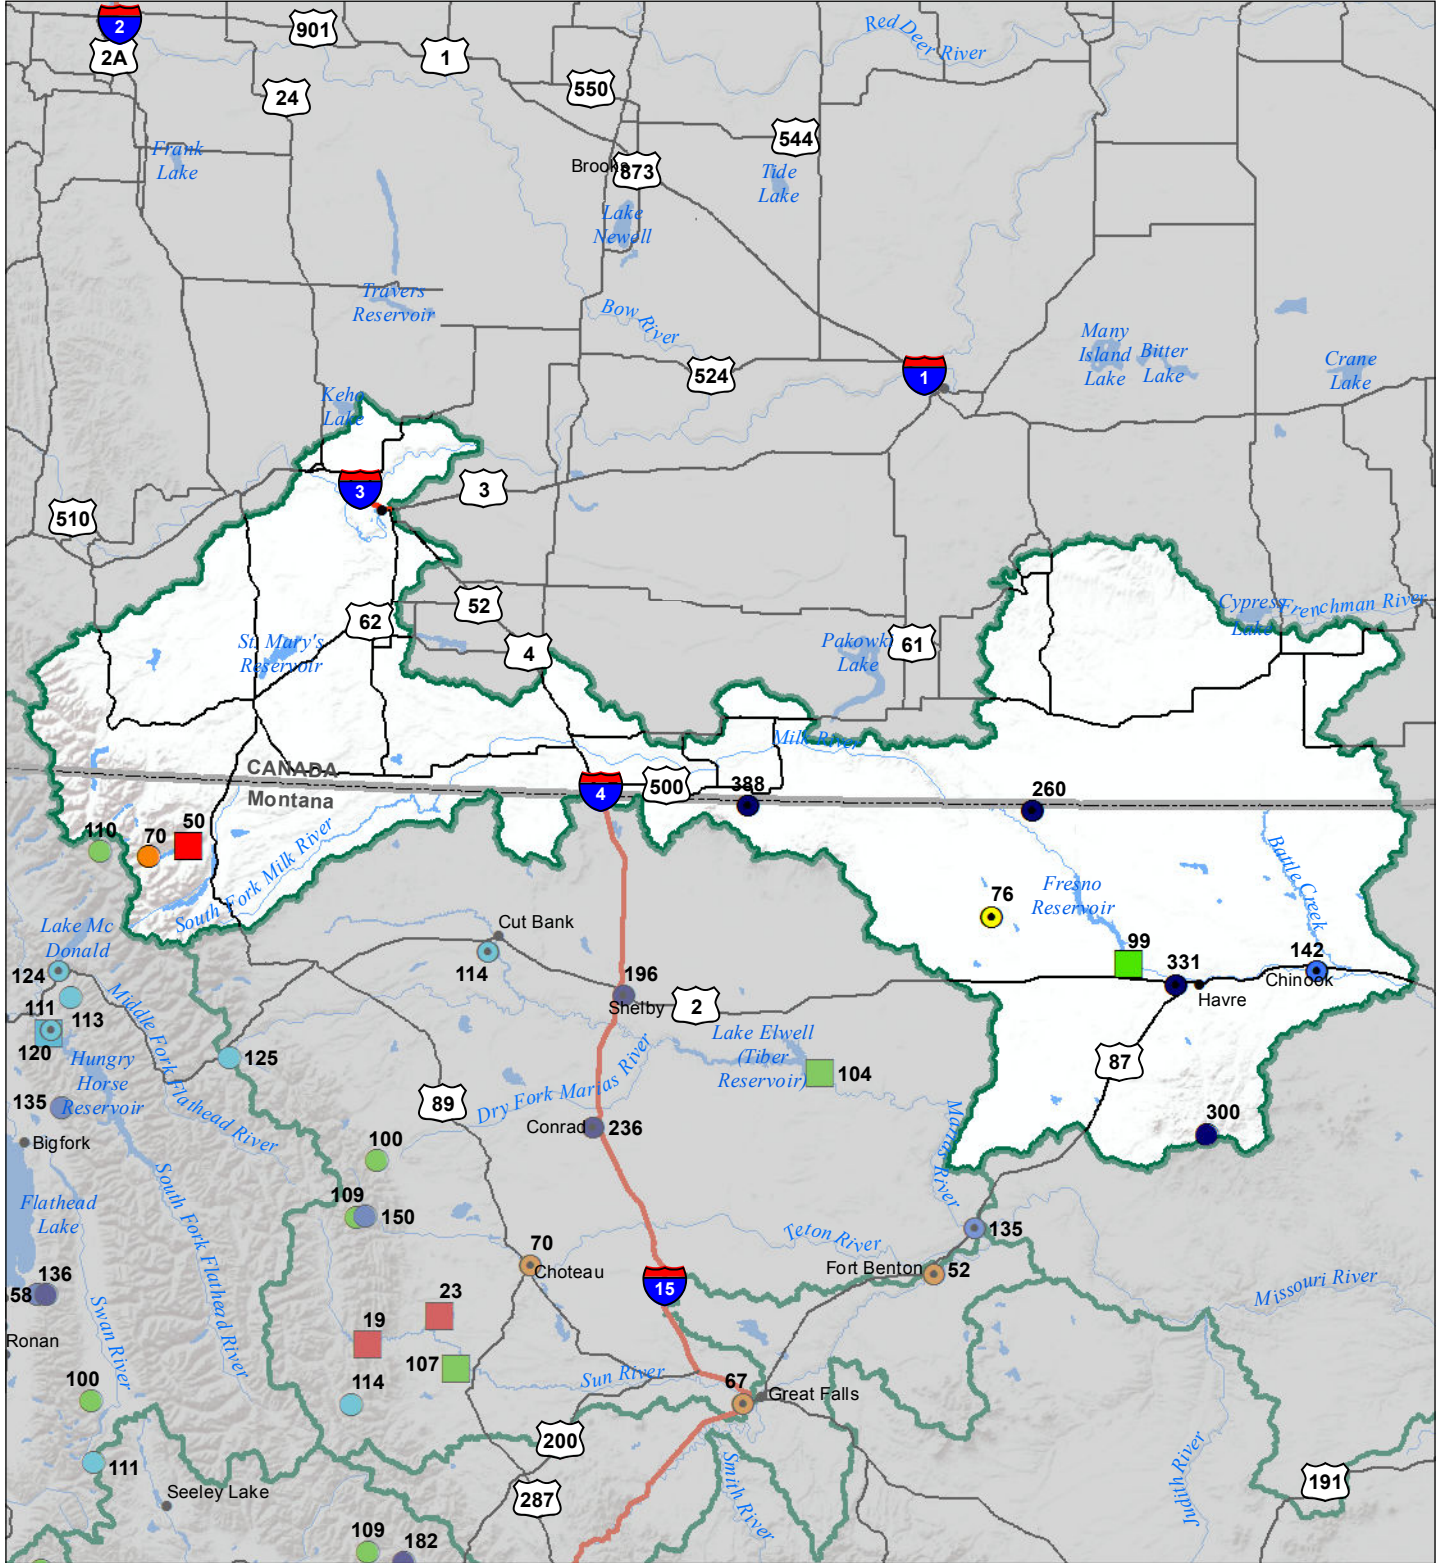 2
901
Red Deer River
2A
1
24
550
544
Frank
Lake
Brooks
873
Tide
Lake
Lake
Newell
Travers
Reservoir
Bow River
Many
Island
Lake
Bitter
Lake
Crane
Lake
524
1
Keho
Lake
3
3
510
52
62
Cypress
Lake
Frenchman River
St. Mary's
Reservoir
4
Pakowki
Lake
61
Milk River
CANADA
Montana
4
500
388
260
110
70
50
South Fork Milk River
Battle Creek
Fresno
Reservoir
76
Lake Mc
Donald
Cut Bank
99
142
124
114
196
331
Chinook
Havre
Shelby
2
111
113
Middle Fork Flathead River
120
Lake Elwell
(Tiber
Reservoir)
104
87
Hungry
Horse
Reservoir
125
Dry Fork Marias River
89
135
300
Conrad
236
Marias River
Bigfork
100
South Fork Flathead River
Flathead
Lake
109
150
135
Teton River
70
Choteau
Fort Benton
52
136
58
15
Missouri River
Swan River
23
19
Ronan
107
Sun River
100
114
67
Great Falls
200
111
Smith River
Judith River
Seeley Lake
287
191
109
182